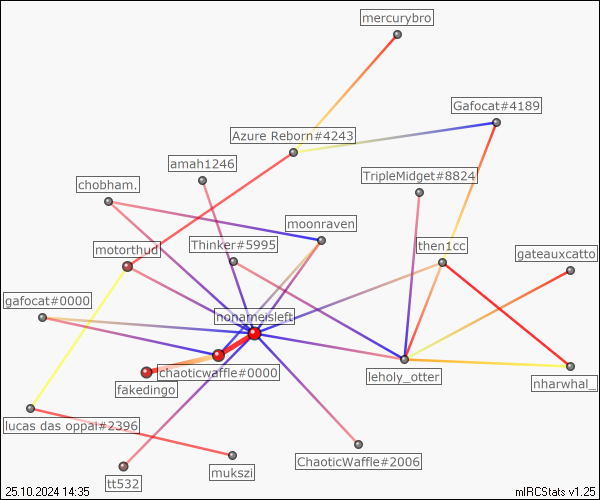 mercurybro
Gafocat#4189
Azure Reborn#4243
amah1246
TripleMidget#8824
chobham.
moonraven
motorthud
Thinker#5995
then1cc
gateauxcatto
gafocat#0000
nonameisleft
chaoticwaffle#0000
leholy_otter
fakedingo
nharwhal_
lucas das oppai#2396
ChaoticWaffle#2006
mukszi
tt532
25.10.2024 14:35
mIRCStats v1.25